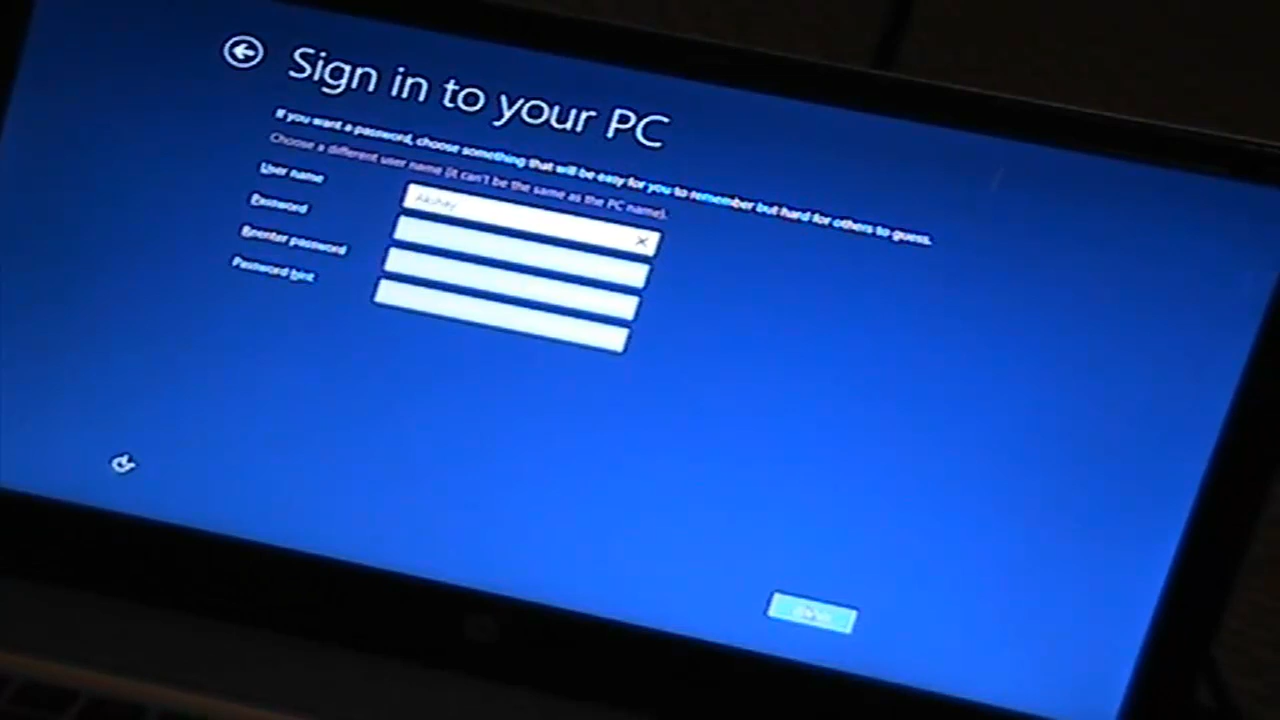 Sign in to your PC
If you want a password, choose something that will be easy for you to remember but hard for others to guess.
Choose a different user name (it can't be the same as the PC name).
User name
Akshay
Password
Reenter password
Password hint